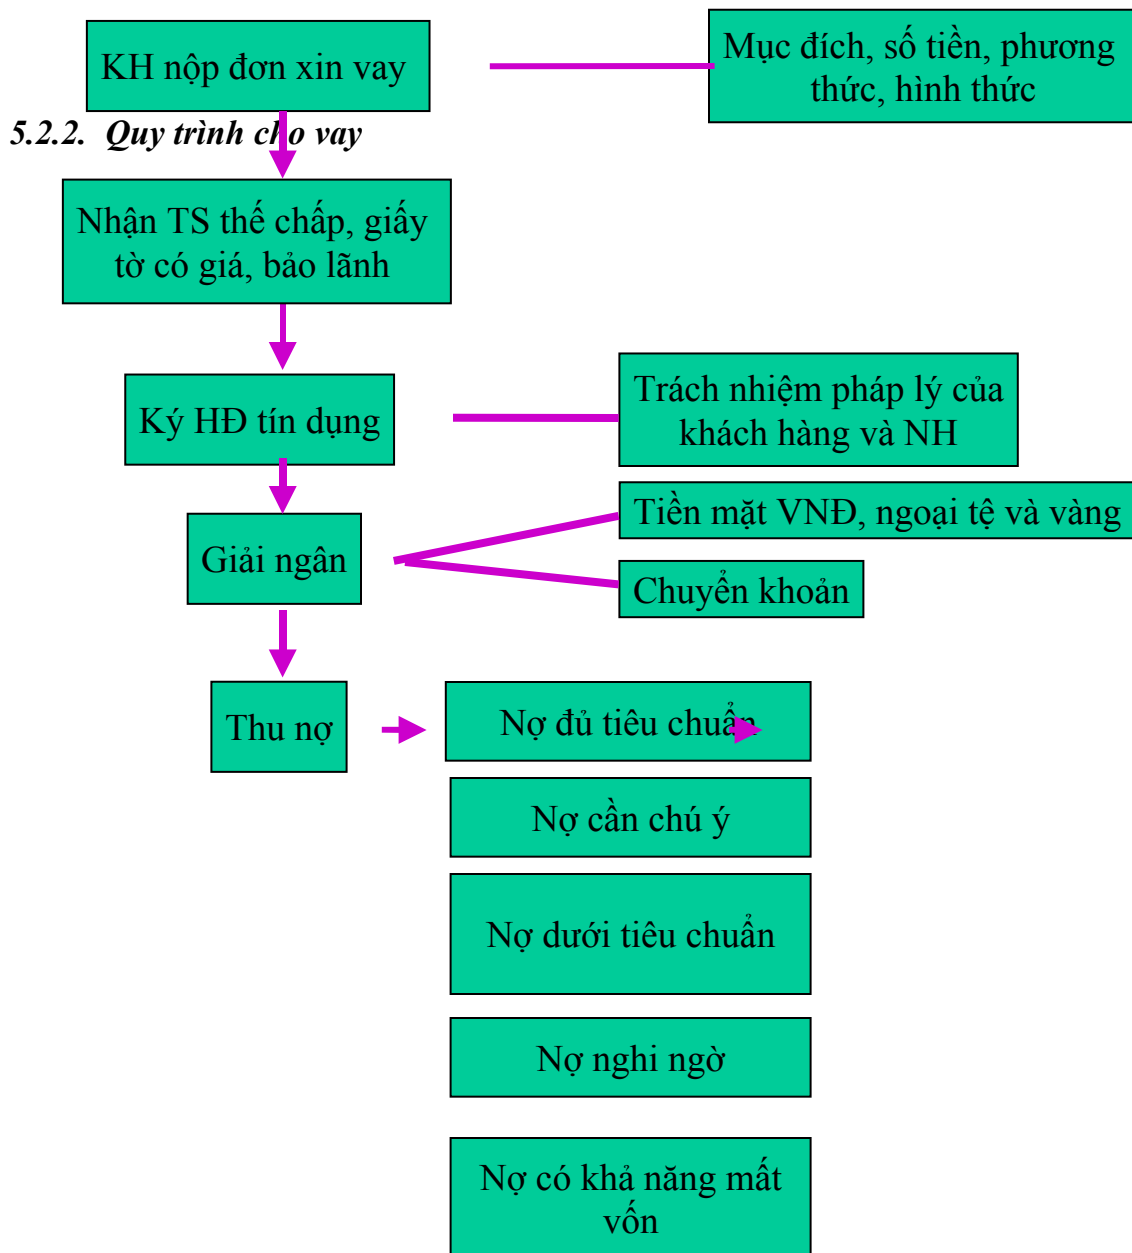 KH nộp đơn xin vay
Mục đích, số tiền, phương
thức, hình thức
5.2.2. Quy trình cho vay
Nhận TS thế chấp, giấy
tờ có giá, bảo lãnh
Ký HĐ tín dụng
Trách nhiệm pháp lý của
khách hàng và NH
Giải ngân
Tiền mặt VNĐ, ngoại tệ và vàng
Chuyển khoản
Thu nợ
Nợ đủ tiêu chuẩn
Nợ cần chú ý
Nợ dưới tiêu chuẩn
Nợ nghi ngờ
Nợ có khả năng mất
vốn